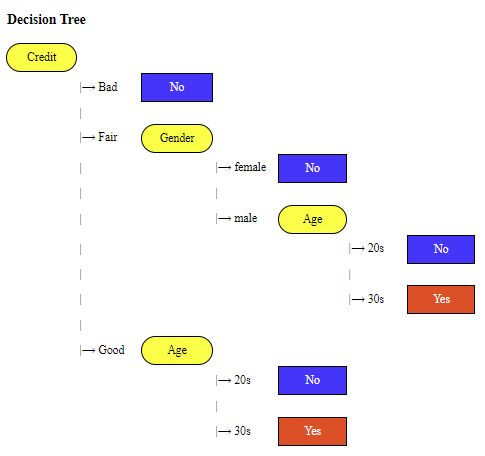 Decision Tree
Credit
Bad No
Fair Gender
female No
male Age
20s No
30s Yes
Good Age
20s No
30s Yes